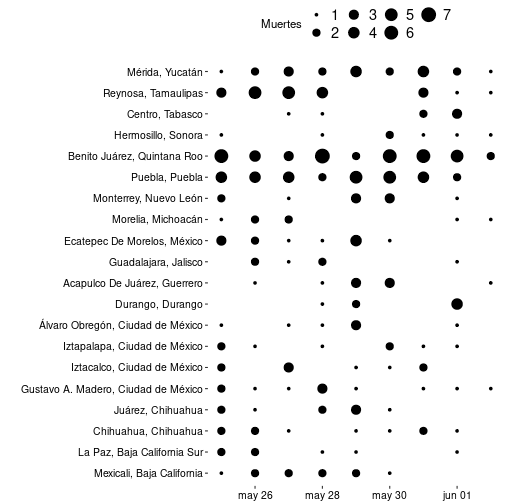 Muertes 1 3 5 7
2 4 6
Mérida, Yucatán
Reynosa, Tamaulipas
Centro, Tabasco
Hermosillo, Sonora
Benito Juárez, Quintana Roo
Puebla, Puebla
Monterrey, Nuevo León
Morelia, Michoacán
Ecatepec De Morelos, México
Guadalajara, Jalisco
Acapulco De Juárez, Guerrero
Durango, Durango
Álvaro Obregón, Ciudad de México
Iztapalapa, Ciudad de México
Iztacalco, Ciudad de México
Gustavo A. Madero, Ciudad de México
Juárez, Chihuahua
Chihuahua, Chihuahua
La Paz, Baja California Sur
Mexicali, Baja California
may 26 may 28 may 30 jun 01